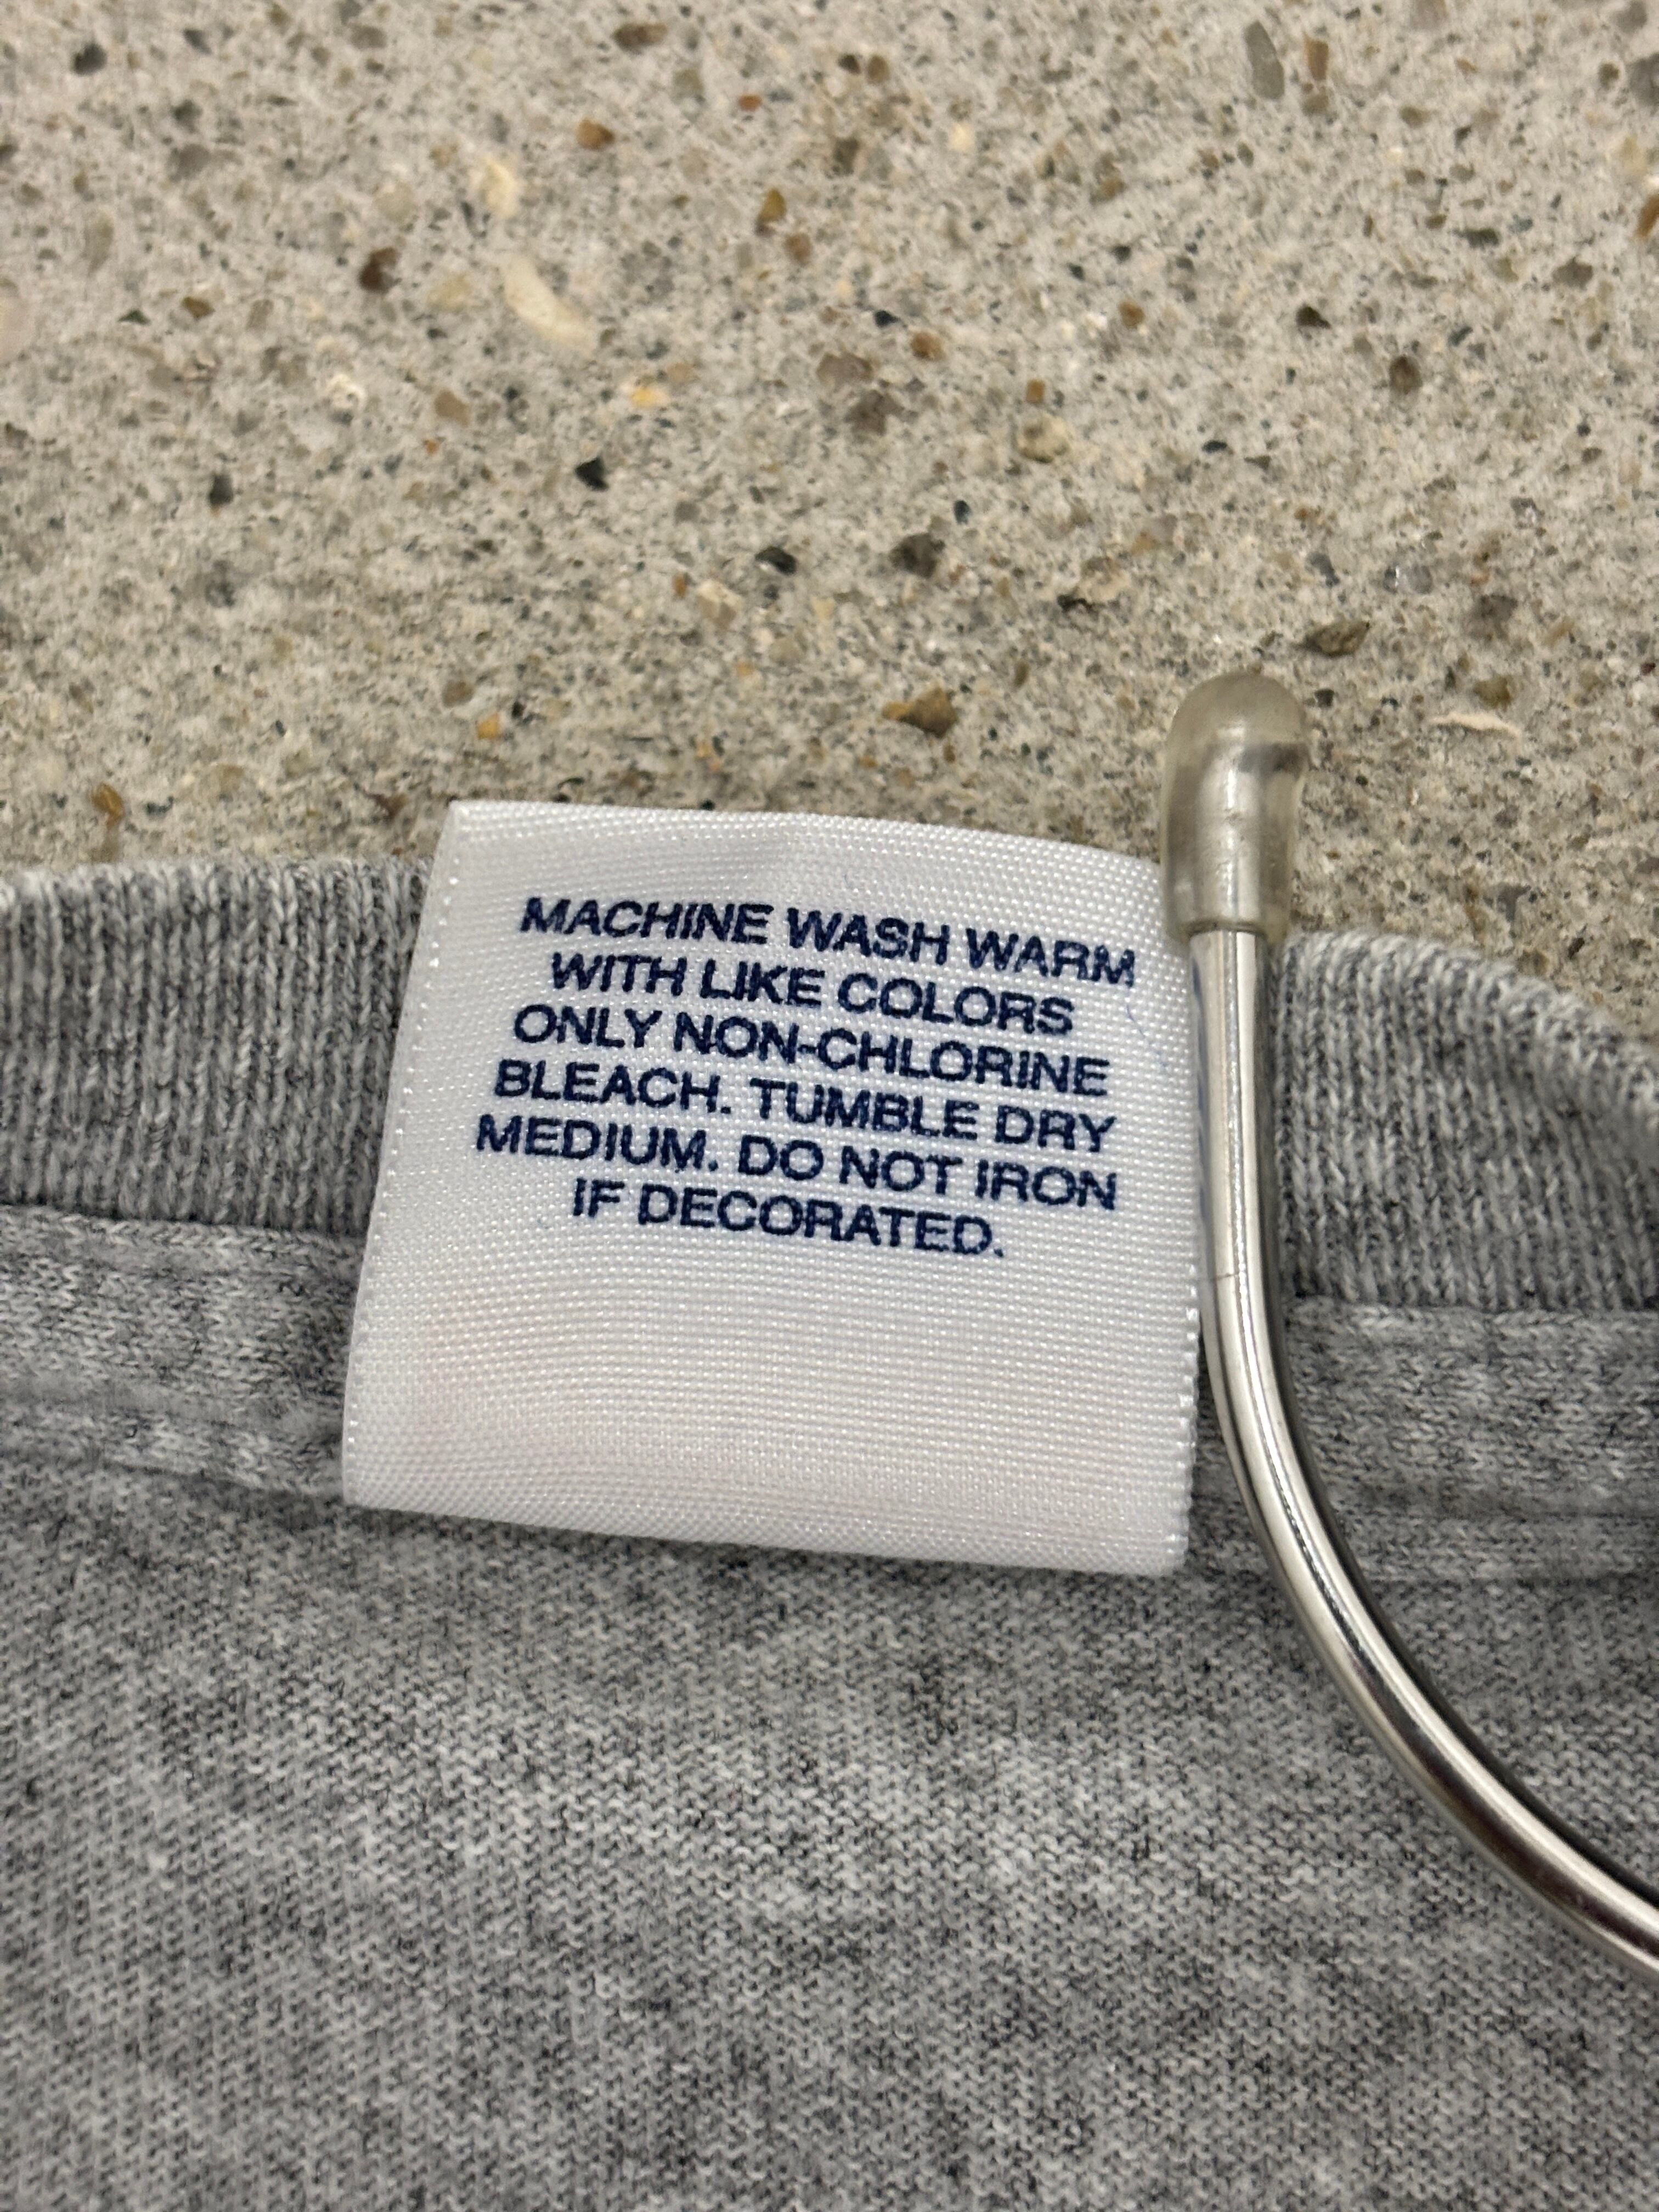 MACHINE WASH WARM
WITH LIKE COLORS
ONLY NON-CHLORINE
BLEACH. TUMBLE DRY
MEDIUM. DO NOT IRON
IF DECORATED.